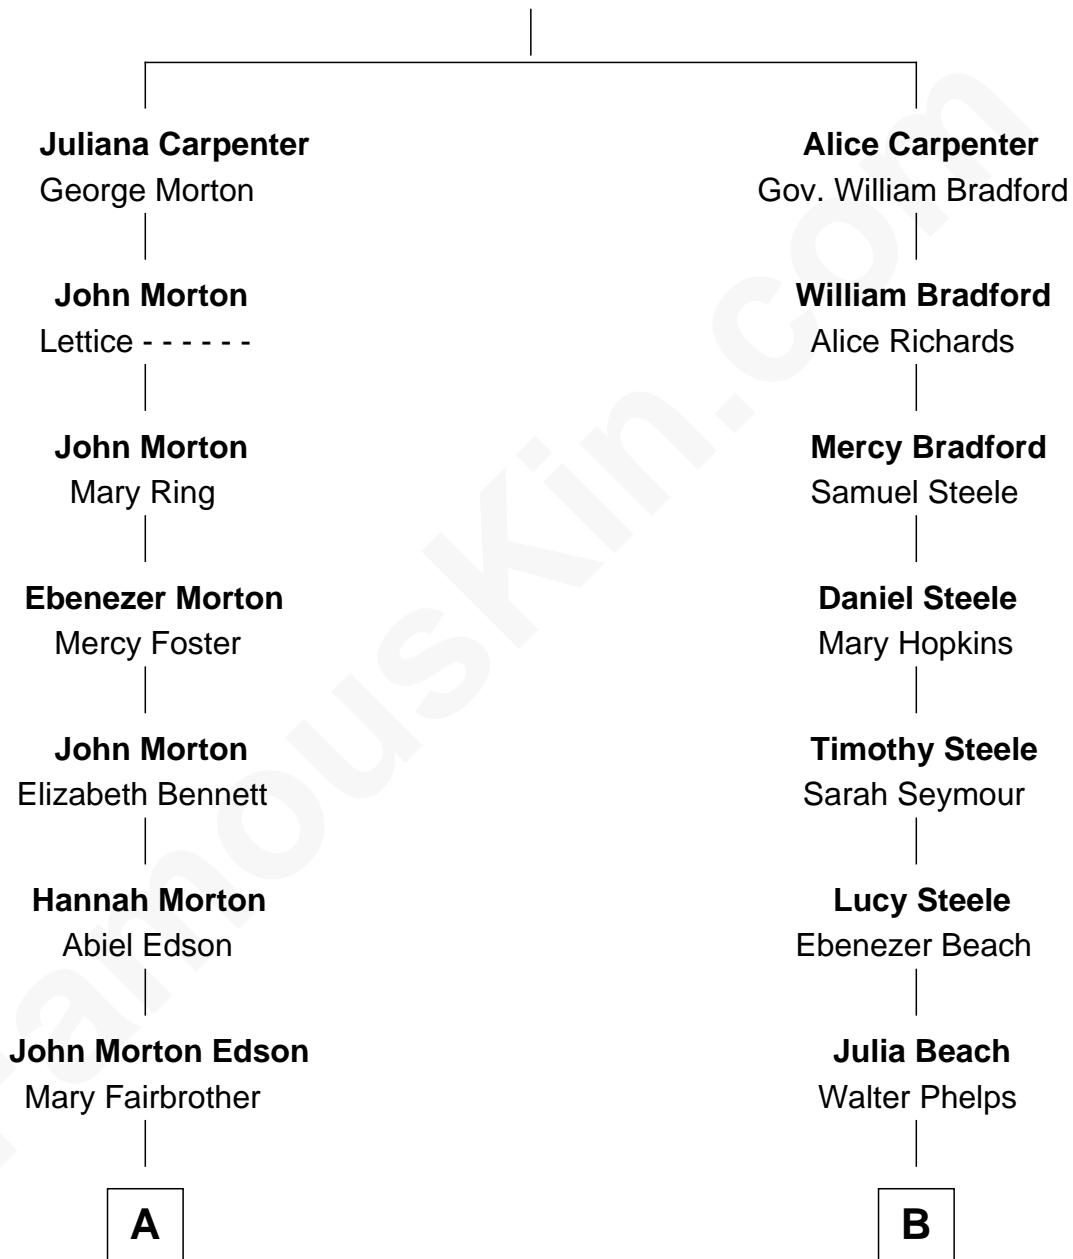 Juliana Carpenter
George Morton
John Morton
Lettice - - - - - -
John Morton
Mary Ring
Ebenezer Morton
Mercy Foster
John Morton
Elizabeth Bennett
Hannah Morton
Abiel Edson
John Morton Edson
Mary Fairbrother
A
Alice Carpenter
Gov. William Bradford
William Bradford
Alice Richards
Mercy Bradford
Samuel Steele
Daniel Steele
Mary Hopkins
Timothy Steele
Sarah Seymour
Lucy Steele
Ebenezer Beach
Julia Beach
Walter Phelps
B
FamousKin.com